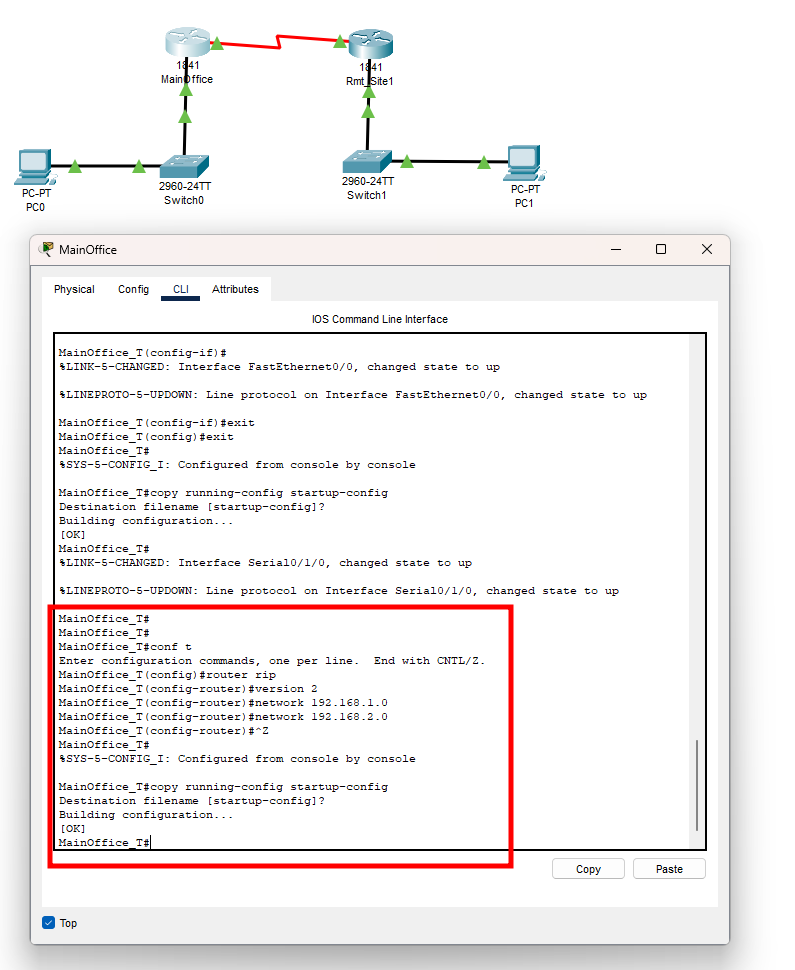 1841
MainOffice
1841
Rmt_Site1
2960-24TT
Switch0
2960-24TT
Switch1
PC-PT
PC0
PC-PT
PC1
MainOffice
Physical Config CLI Attributes
IOS Command Line Interface
MainOffice_T(config-if)#
%LINK-5-CHANGED: Interface FastEthernet0/0, changed state to up
%LINEPROTO-5-UPDOWN: Line protocol on Interface FastEthernet0/0, changed state to up
MainOffice_T(config-if)#exit
MainOffice_T(config)#exit
MainOffice_T#
%SYS-5-CONFIG_I: Configured from console by console
MainOffice_T#copy running-config startup-config
Destination filename [startup-config]?
Building configuration...
[OK]
MainOffice_T#
%LINK-5-CHANGED: Interface Serial0/1/0, changed state to up
%LINEPROTO-5-UPDOWN: Line protocol on Interface Serial0/1/0, changed state to up
MainOffice_T#
MainOffice_T#
MainOffice_T#conf t
Enter configuration commands, one per line. End with CNTL/Z.
MainOffice_T(config)#router rip
MainOffice_T(config-router)#version 2
MainOffice_T(config-router)#network 192.168.1.0
MainOffice_T(config-router)#network 192.168.2.0
MainOffice_T(config-router)#^Z
MainOffice_T#
%SYS-5-CONFIG_I: Configured from console by console
MainOffice_T#copy running-config startup-config
Destination filename [startup-config]?
Building configuration...
[OK]
MainOffice_T#
Copy Paste
Top